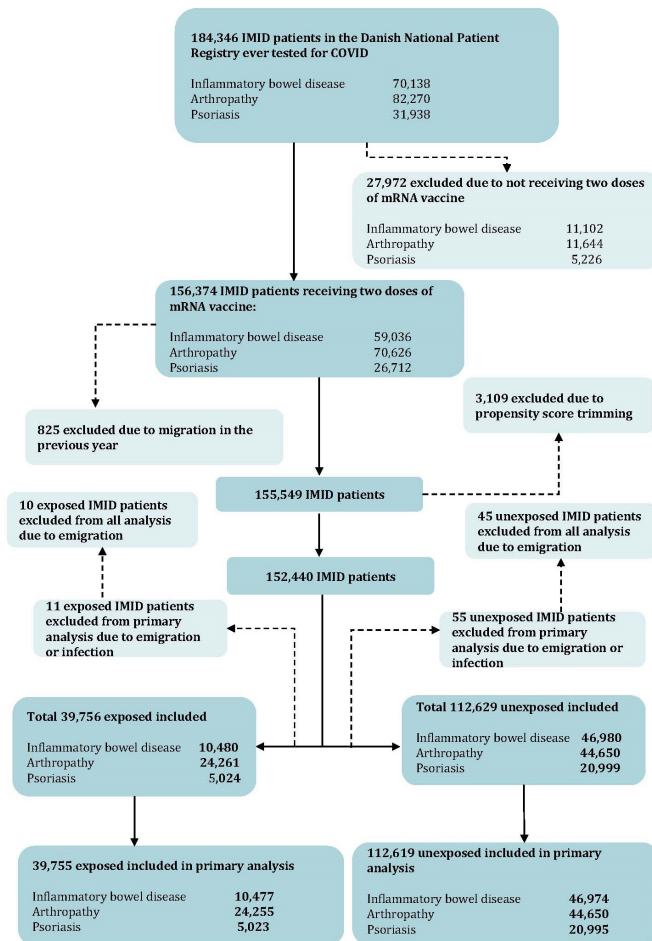 184,346 IMID patients in the Danish National Patient
Registry ever tested for COVID
Inflammatory bowel disease 70,138
Arthropathy 82,270
Psoriasis 31,938
27,972 excluded due to not receiving two doses
of mRNA vaccine
Inflammatory bowel disease 11,102
Arthropathy 11,644
Psoriasis 5,226
156,374 IMID patients receiving two doses of
mRNA vaccine:
Inflammatory bowel disease 59,036
Arthropathy 70,626
Psoriasis 26,712
3,109 excluded due to
propensity score trimming
825 excluded due to migration in the
previous year
155,549 IMID patients
10 exposed IMID patients
excluded from all analysis
due to emigration
45 unexposed IMID patients
excluded from all analysis
due to emigration
152,440 IMID patients
11 exposed IMID patients
excluded from primary
analysis due to emigration
or infection
55 unexposed IMID patients
excluded from primary
analysis due to emigration or
infection
Total 39,756 exposed included
Inflammatory bowel disease 10,480
Arthropathy 24,261
Psoriasis 5,024
Total 112,629 unexposed included
Inflammatory bowel disease 46,980
Arthropathy 44,650
Psoriasis 20,999
39,755 exposed included in primary analysis
Inflammatory bowel disease 10,477
Arthropathy 24,255
Psoriasis 5,023
112,619 unexposed included in primary
analysis
Inflammatory bowel disease 46,974
Arthropathy 44,650
Psoriasis 20,995